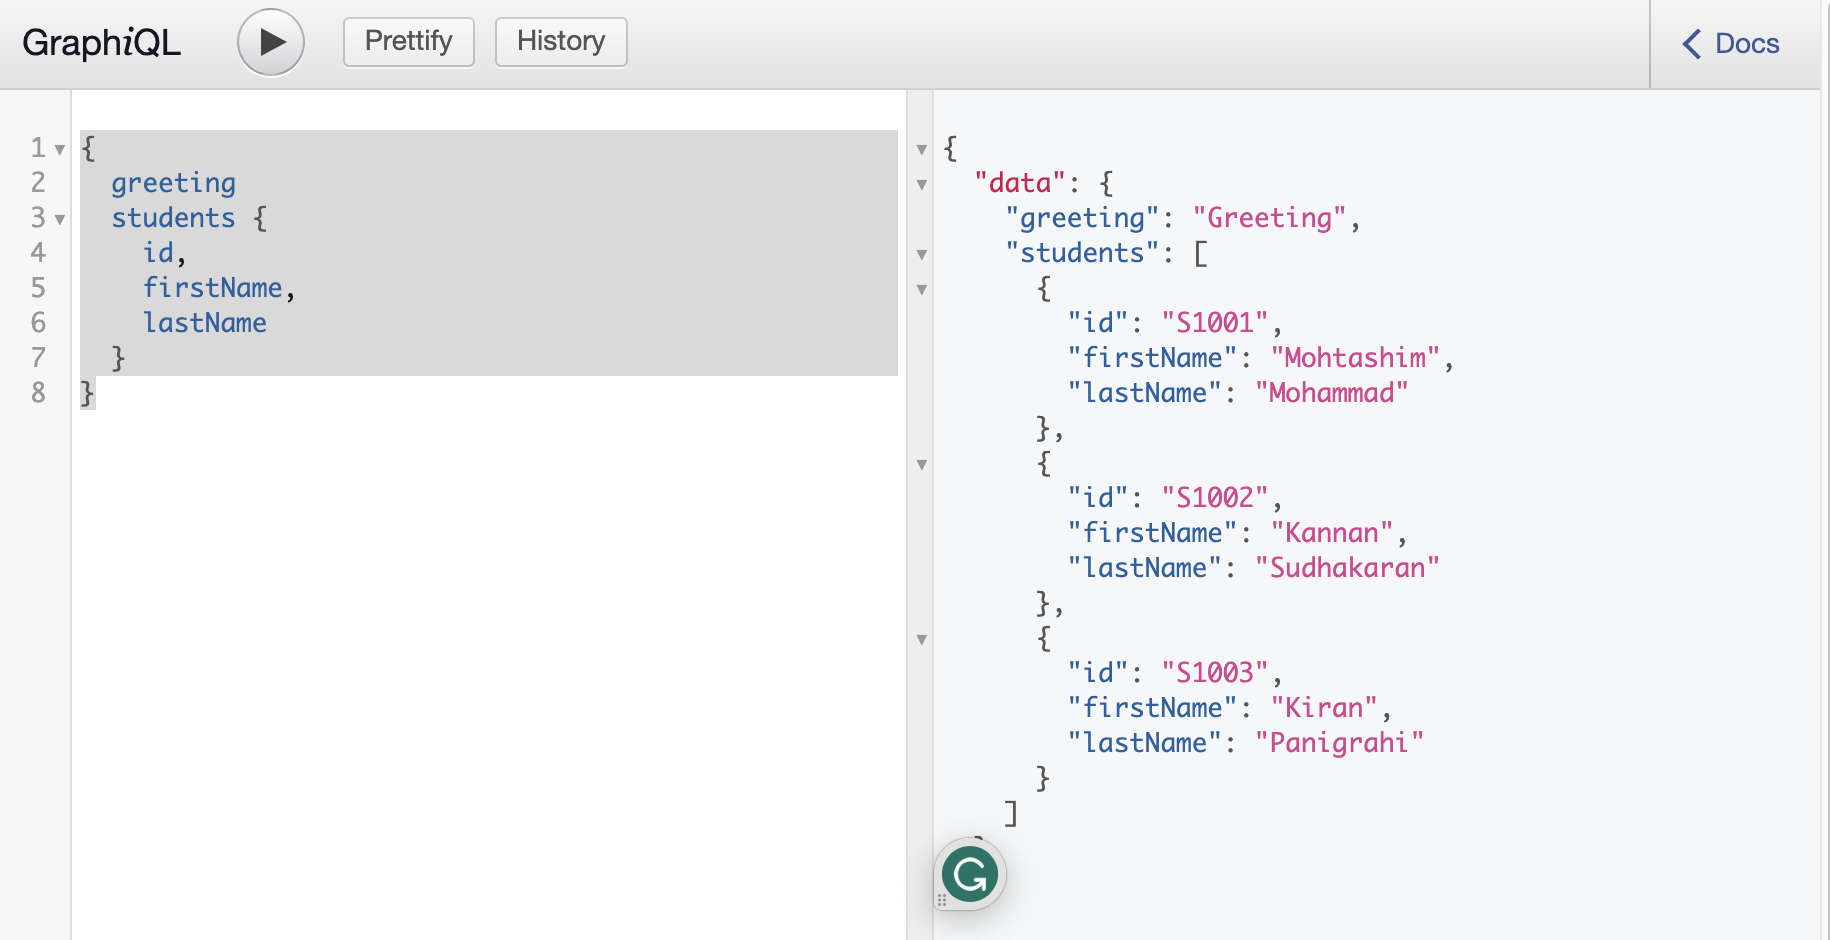 GraphiQL
Prettify
History
Docs
1 {
2   greeting
3   students {
4     id,
5     firstName,
6     lastName
7   }
8 }
{
  "data": {
    "greeting": "Greeting",
    "students": [
      {
        "id": "S1001",
        "firstName": "Mohtashim",
        "lastName": "Mohammad"
      },
      {
        "id": "S1002",
        "firstName": "Kannan",
        "lastName": "Sudhakaran"
      },
      {
        "id": "S1003",
        "firstName": "Kiran",
        "lastName": "Panigrahi"
      }
    ]
G